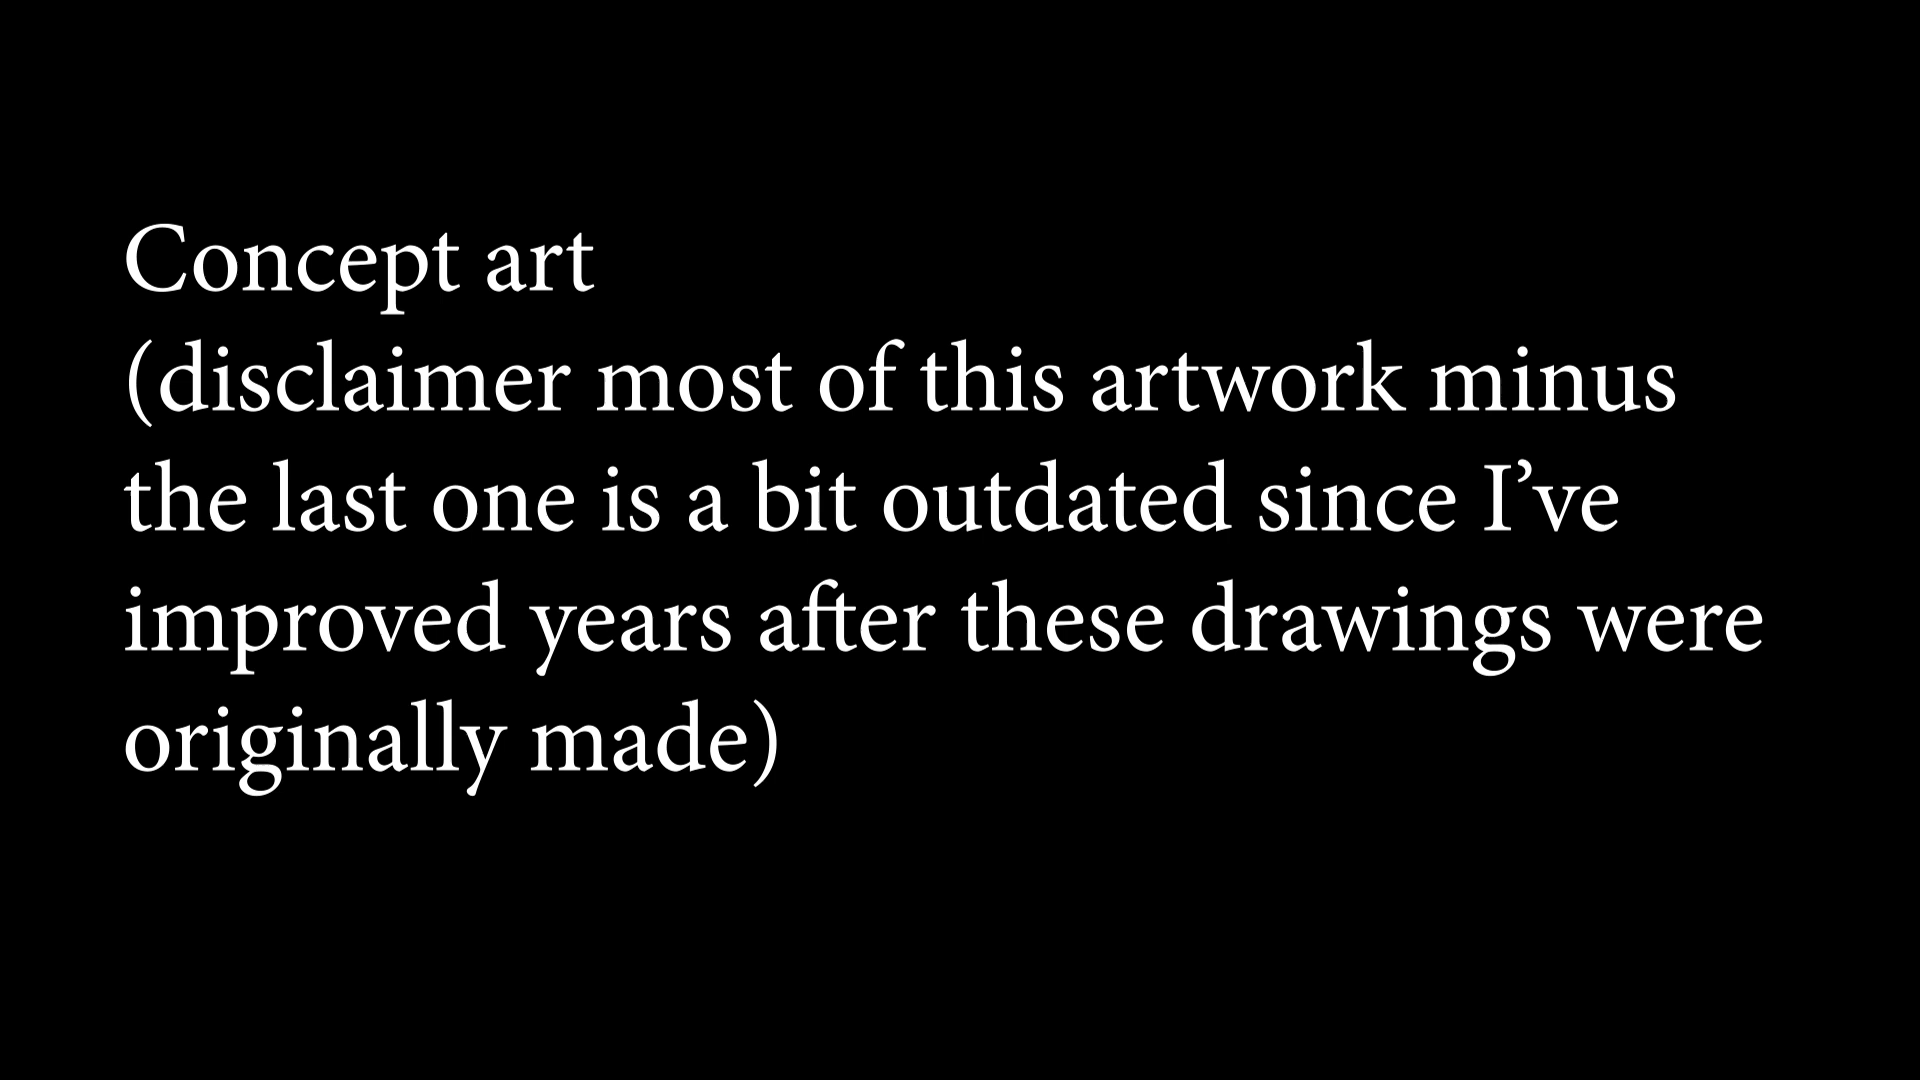 Concept art
(disclaimer most of this artwork minus
the last one is a bit outdated since I’ve
improved years after these drawings were
originally made)